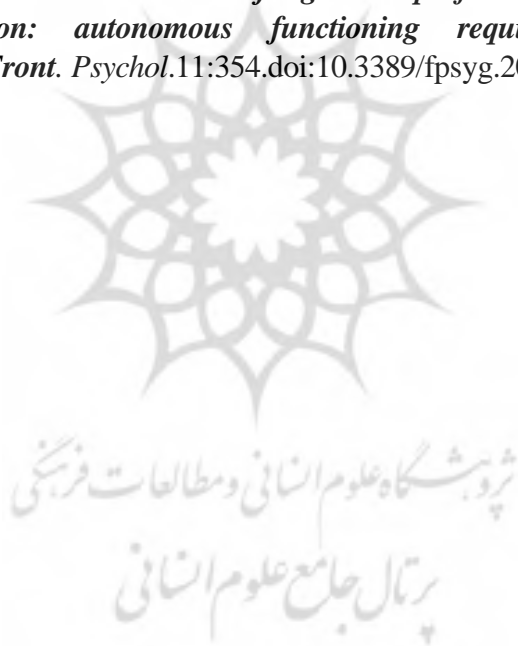 on: autonomous functioning requi
Front. Psychol.11:354.doi:10.3389/fpsyg.20
پژوهشگاه علوم انسانی و مطالعات فرهنگی
پرتال جامع علوم انسانی